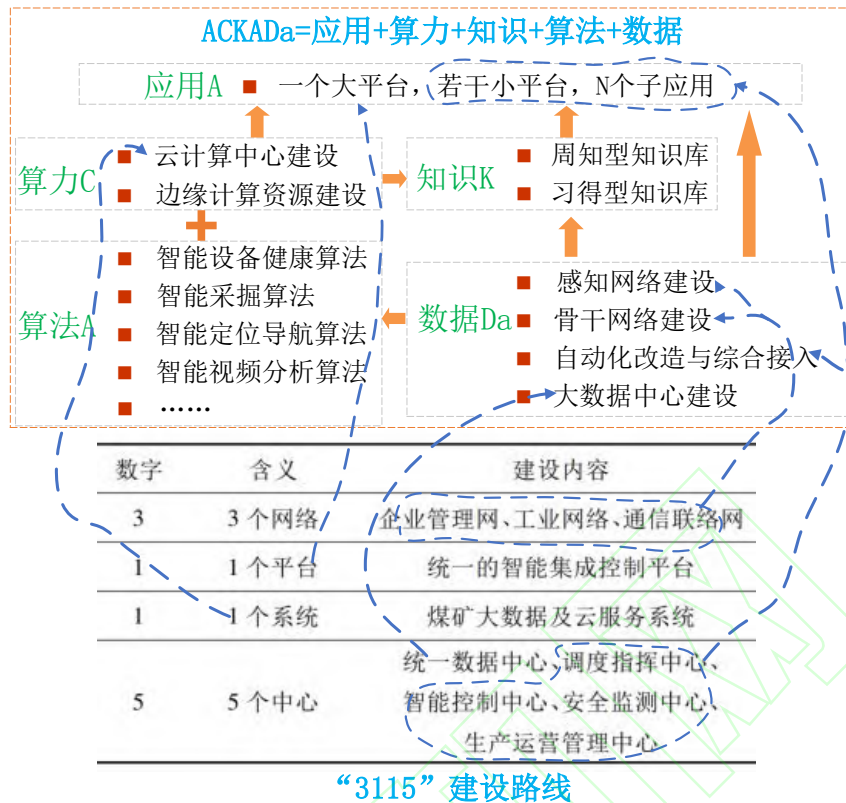 ACKADa=应用+算力+知识+算法+数据
应用A ■ 一个大平台，若干小平台，N个子应用
算力C
■ 云计算中心建设
■ 边缘计算资源建设
知识K
■ 周知型知识库
■ 习得型知识库
算法A
■ 智能设备健康算法
■ 智能采掘算法
■ 智能定位导航算法
■ 智能视频分析算法
■ ……
数据Da
■ 感知网络建设
■ 骨干网络建设
■ 自动化改造与综合接入
■ 大数据中心建设
数字 含义 建设内容
3 3个网络 企业管理网、工业网络、通信联络网
1 1个平台 统一的智能集成控制平台
1 1个系统 煤矿大数据及云服务系统
5 5个中心 统一数据中心、调度指挥中心、
智能控制中心、安全监测中心、
生产运营管理中心
“3115”建设路线